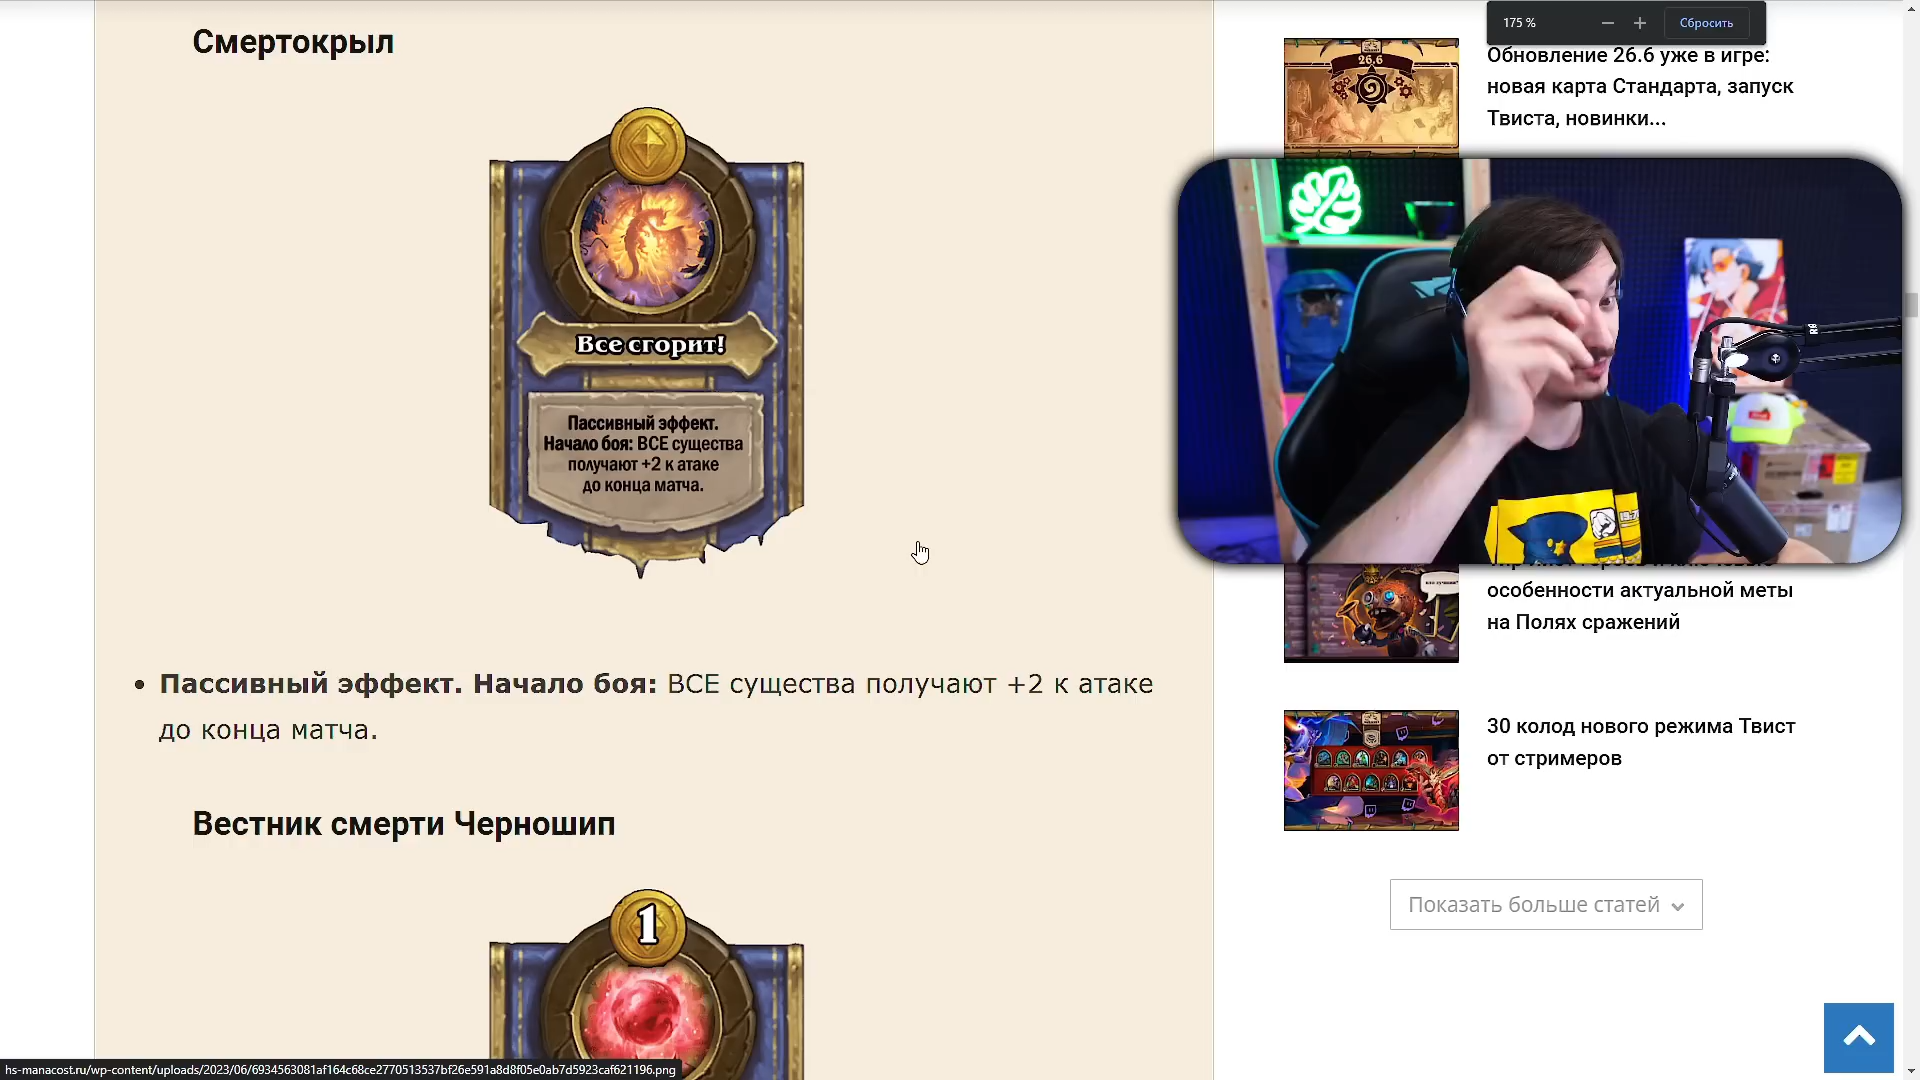 Смертокрыл
Все сгорит!
Пассивный эффект.
Начало боя: ВСЕ существа
получают +2 к атаке
до конца матча.
• Пассивный эффект. Начало боя: ВСЕ существа получают +2 к атаке
до конца матча.
Вестник смерти Черношип
1
175 %
Сбросить
26.6
Обновление 26.6 уже в игре:
новая карта Стандарта, запуск
Твиста, новинки...
особенности актуальной меты
на Полях сражений
30 колод нового режима Твист
от стримеров
Показать больше статей
hs-manacost.ru/wp-content/uploads/2023/06/6934563081af164c68ce2770513537bf26e591a8d8f05e0ab7d5923caf621196.png